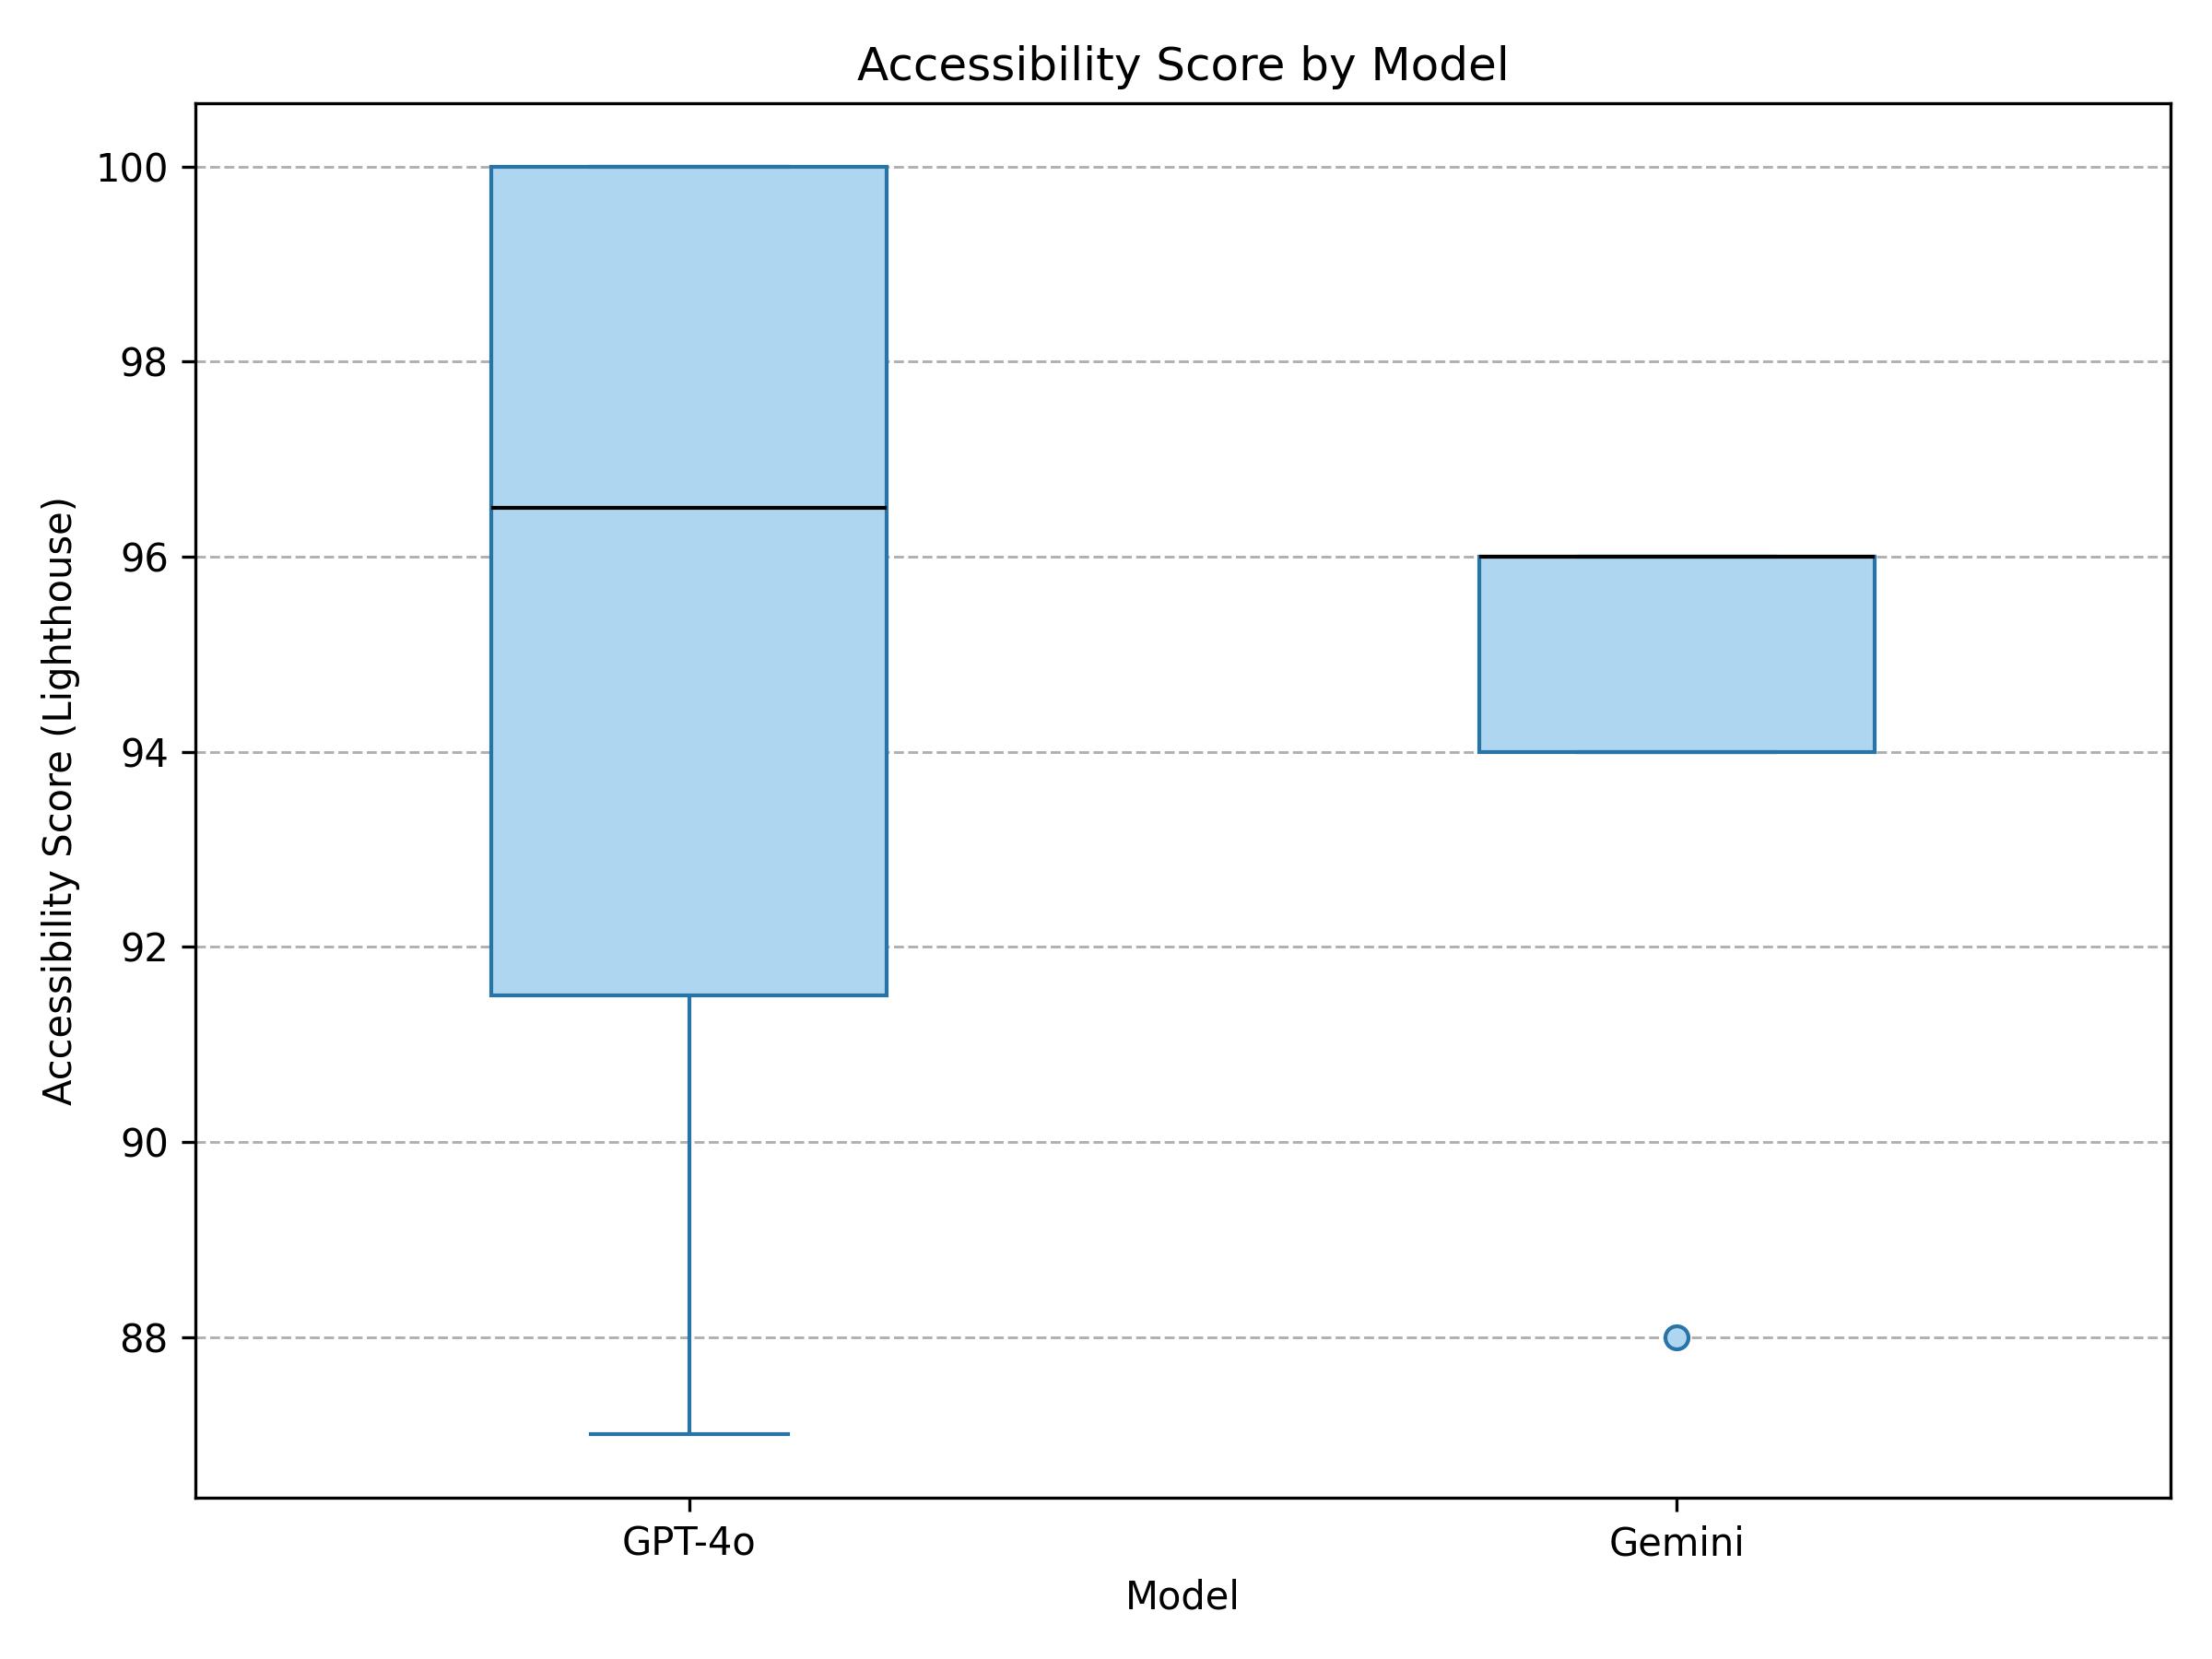 Accessibility Score by Model
Accessibility Score (Lighthouse)
100
98
96
94
92
90
88
GPT-4o
Gemini
Model